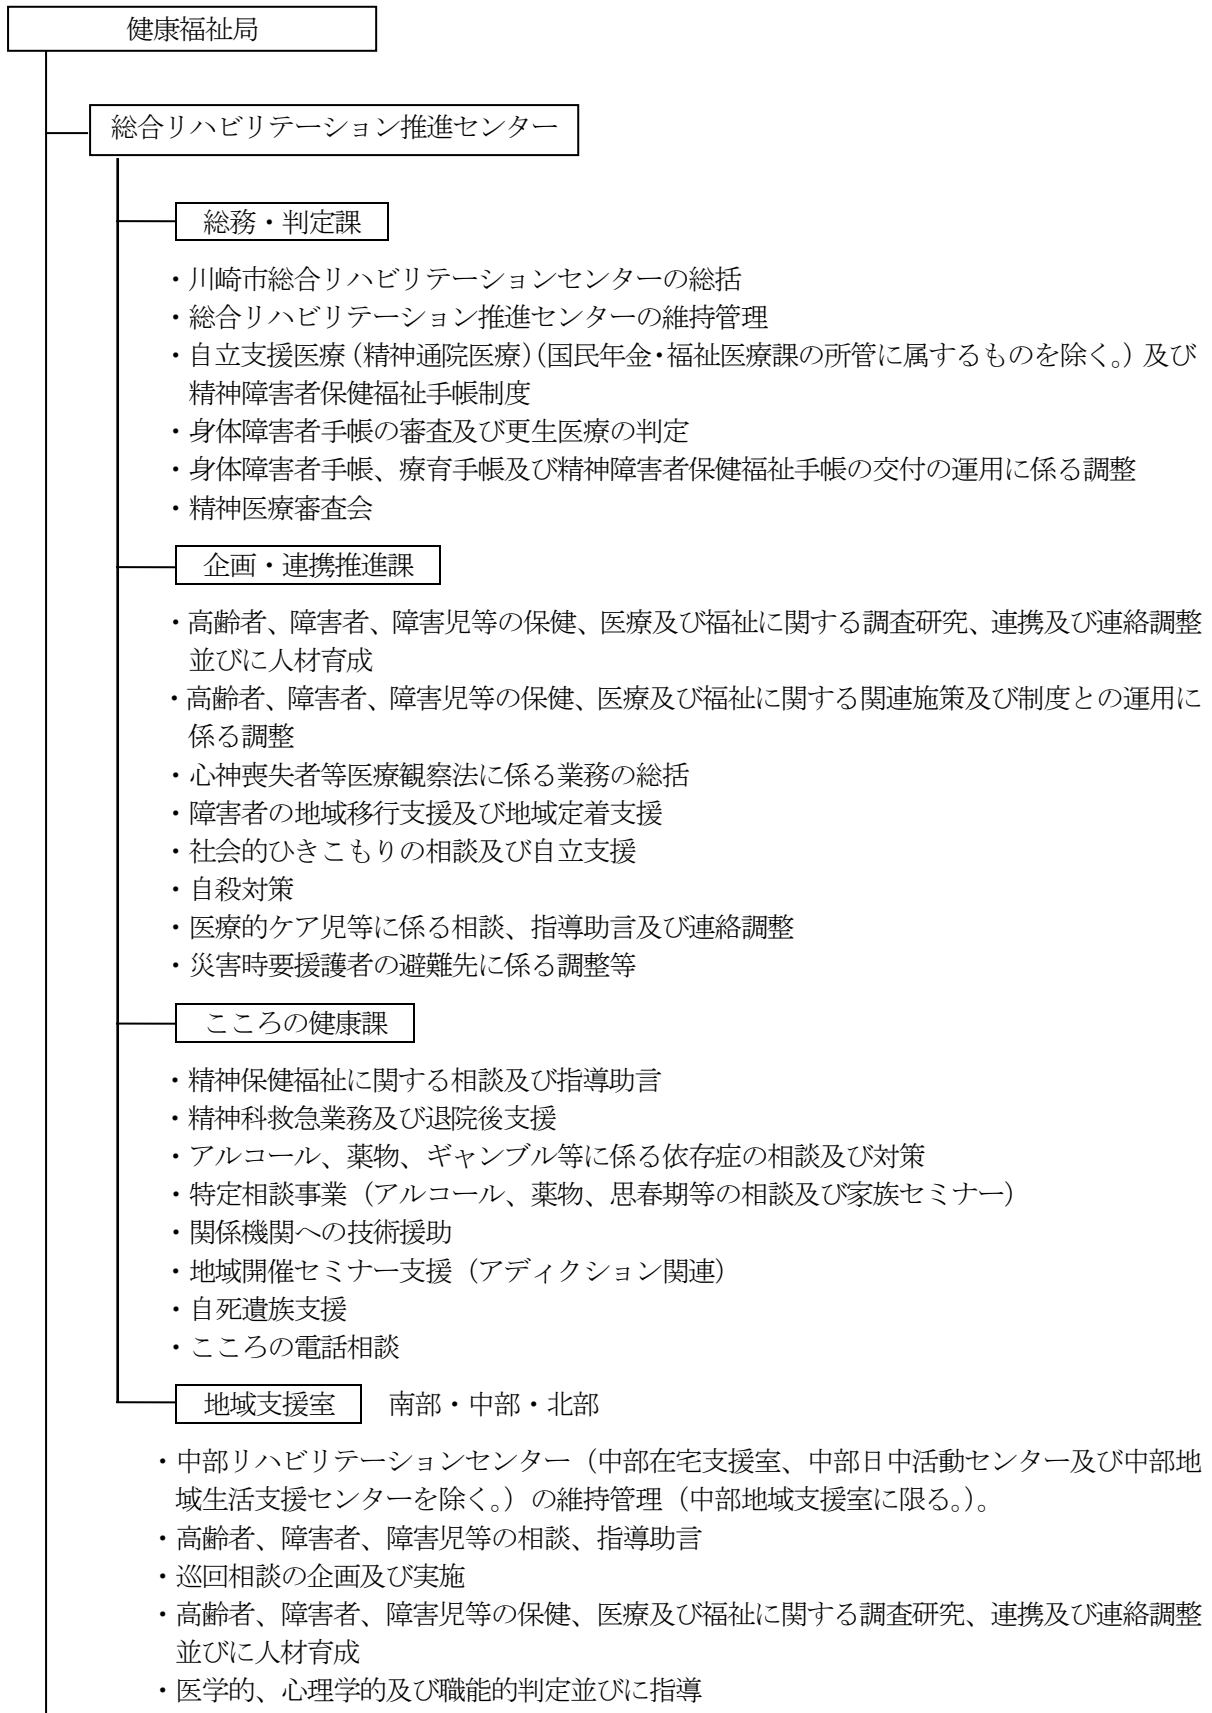 健康福祉局
総合リハビリテーション推進センター
総務・判定課
・川崎市総合リハビリテーションセンターの総括
・総合リハビリテーション推進センターの維持管理
・自立支援医療（精神通院医療）（国民年金・福祉医療課の所管に属するものを除く。）及び
精神障害者保健福祉手帳制度
・身体障害者手帳の審査及び更生医療の判定
・身体障害者手帳、療育手帳及び精神障害者保健福祉手帳の交付の運用に係る調整
・精神医療審査会
企画・連携推進課
・高齢者、障害者、障害児等の保健、医療及び福祉に関する調査研究、連携及び連絡調整
並びに人材育成
・高齢者、障害者、障害児等の保健、医療及び福祉に関する関連施策及び制度との運用に
係る調整
・心神喪失者等医療観察法に係る業務の総括
・障害者の地域移行支援及び地域定着支援
・社会的ひきこもりの相談及び自立支援
・自殺対策
・医療的ケア児等に係る相談、指導助言及び連絡調整
・災害時要援護者の避難先に係る調整等
こころの健康課
・精神保健福祉に関する相談及び指導助言
・精神科救急業務及び退院後支援
・アルコール、薬物、ギャンブル等に係る依存症の相談及び対策
・特定相談事業（アルコール、薬物、思春期等の相談及び家族セミナー）
・関係機関への技術援助
・地域開催セミナー支援（アディクション関連）
・自死遺族支援
・こころの電話相談
地域支援室 南部・中部・北部
・中部リハビリテーションセンター（中部在宅支援室、中部日中活動センター及び中部地
域生活支援センターを除く。）の維持管理（中部地域支援室に限る。）。
・高齢者、障害者、障害児等の相談、指導助言
・巡回相談の企画及び実施
・高齢者、障害者、障害児等の保健、医療及び福祉に関する調査研究、連携及び連絡調整
並びに人材育成
・医学的、心理学的及び職能的判定並びに指導